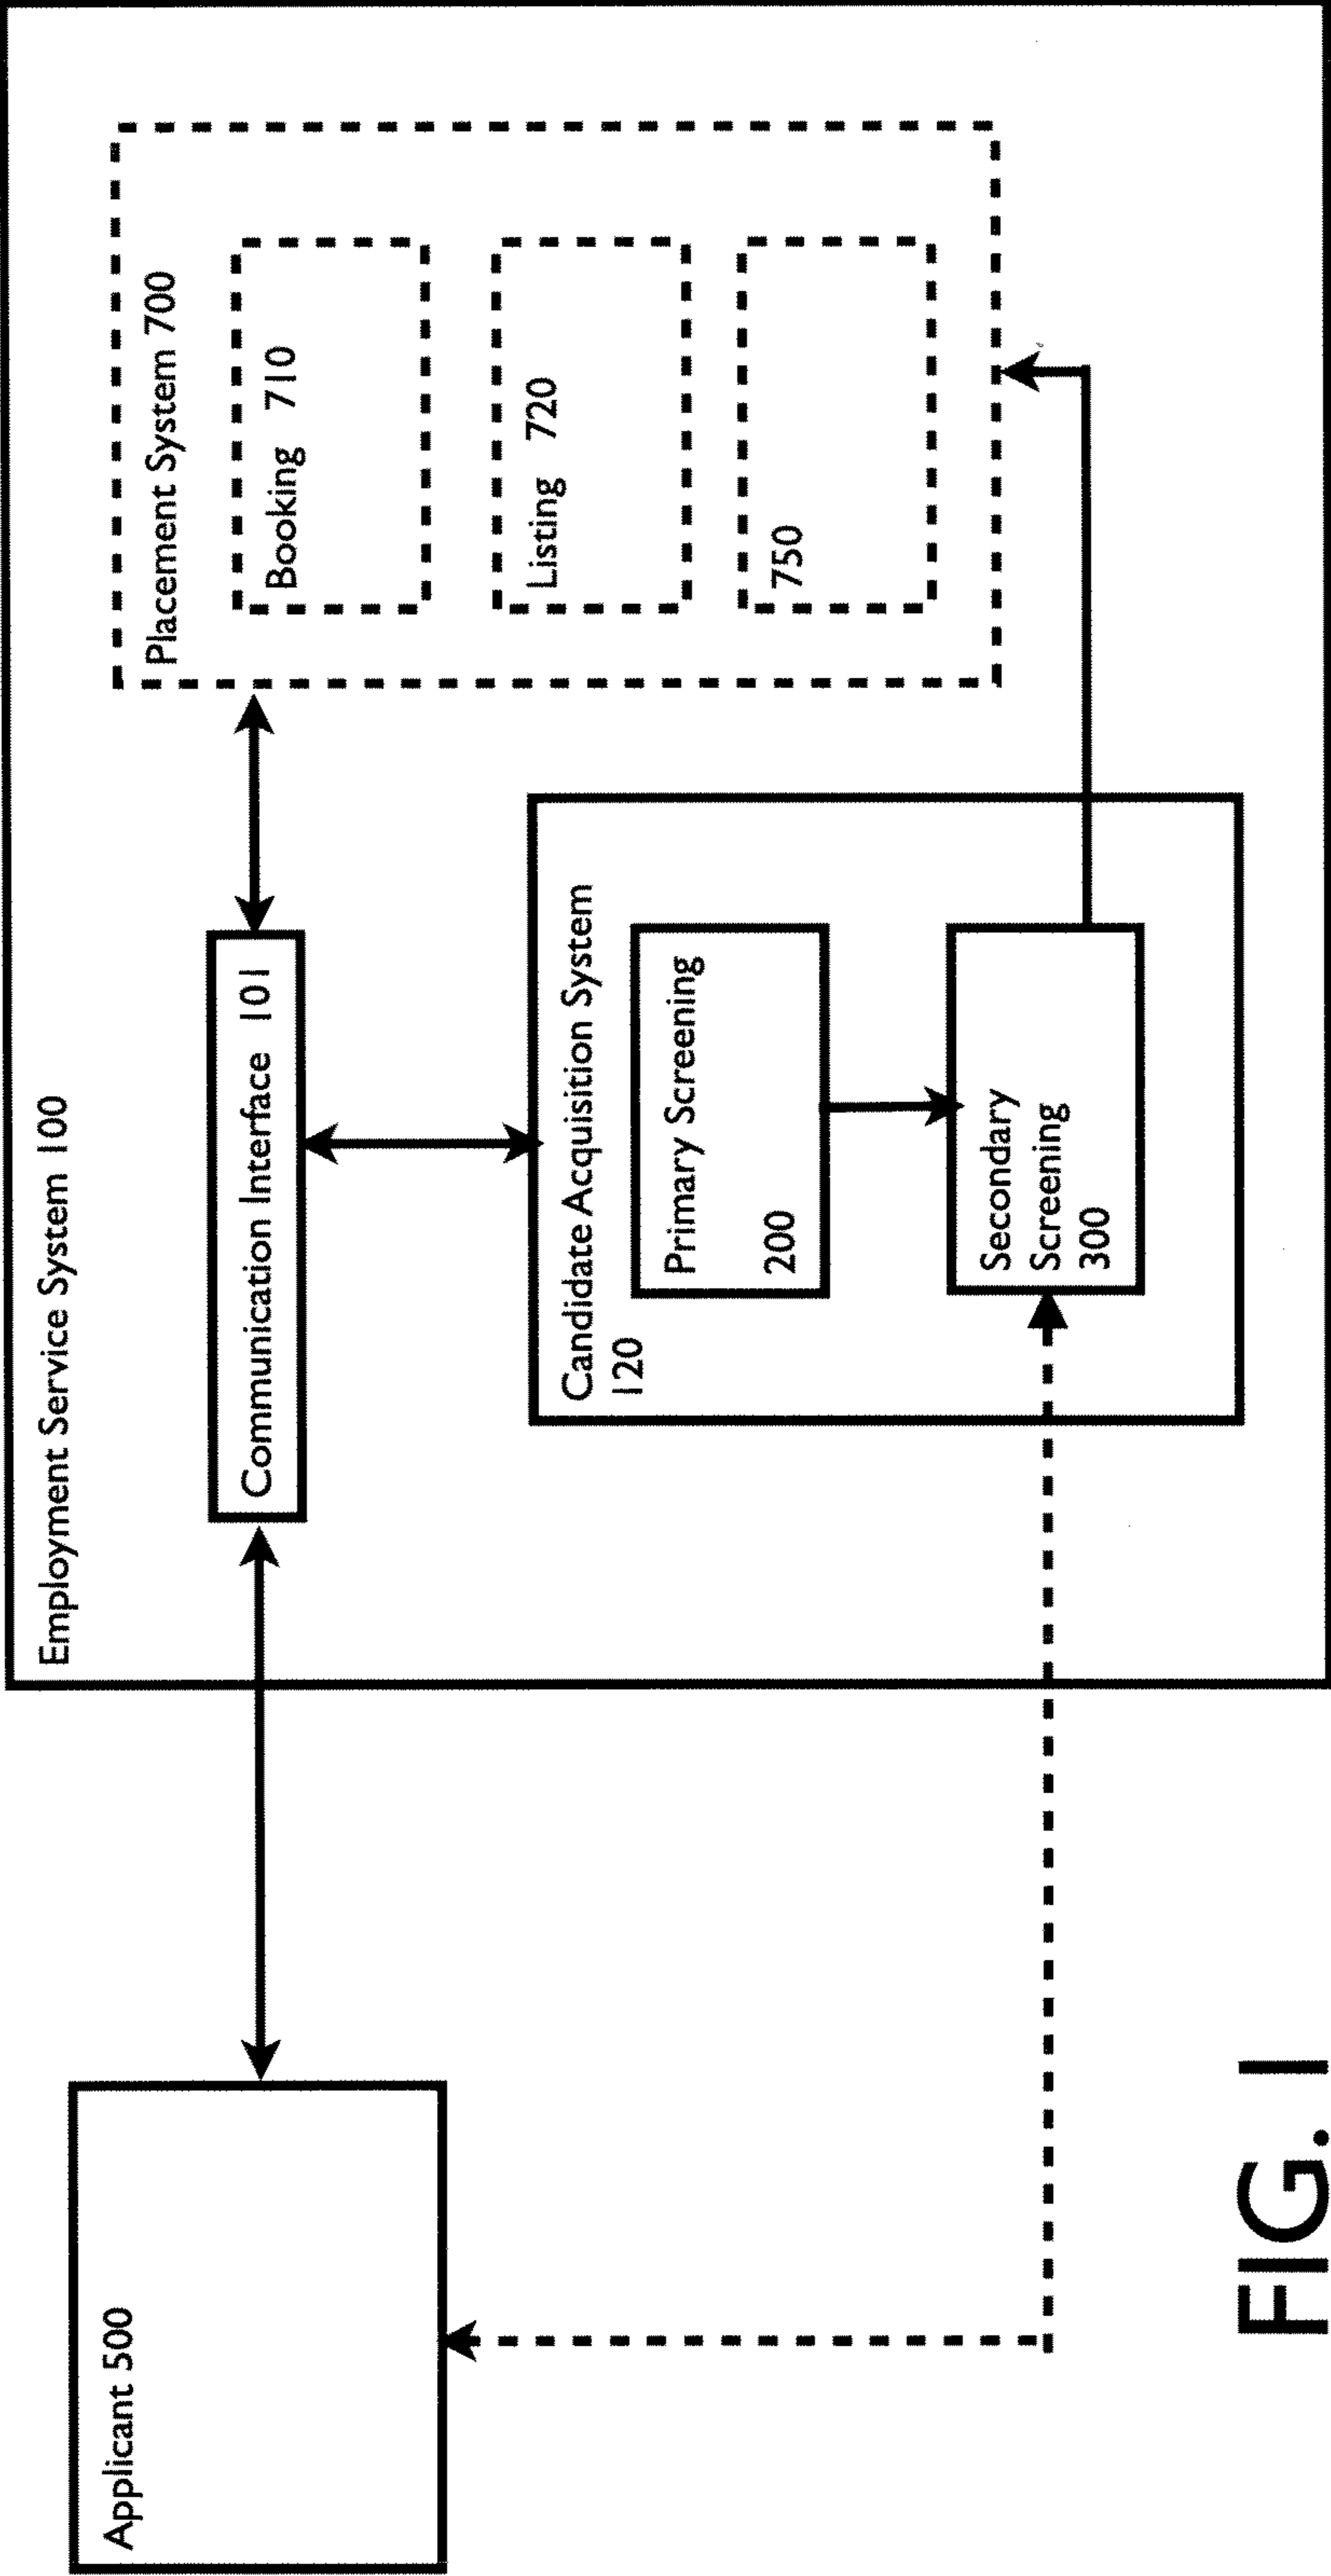 Employment Service System 100
Applicant 500
Communication Interface 101
Placement System 700
Booking 710
Listing 720
750
Candidate Acquisition System
120
Primary Screening
200
Secondary
Screening
300
FIG. 1